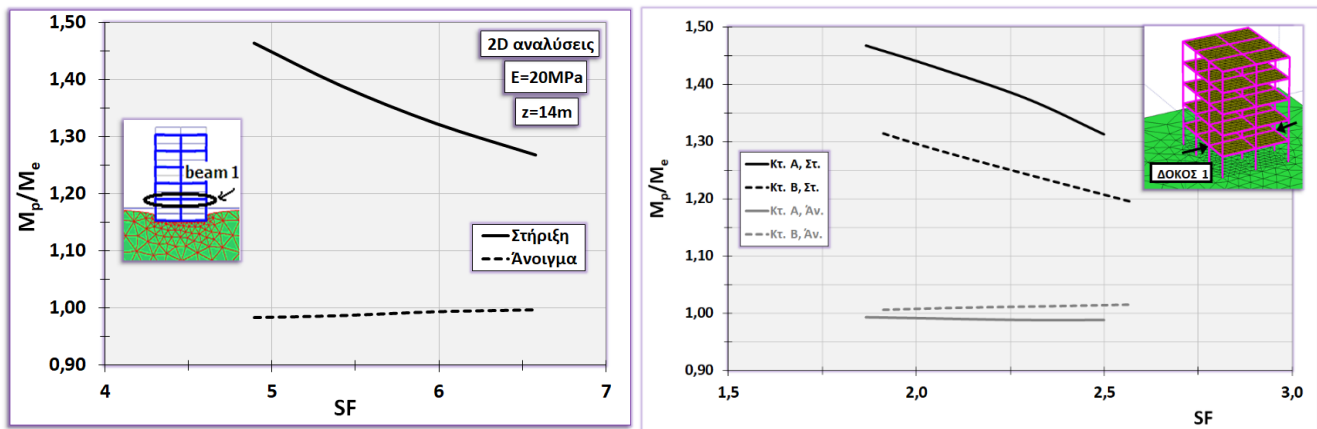 1,50
1,40
1,30
1,20
1,10
1,00
0,90
Mp/Me
4
5
6
7
SF
2D αναλύσεις
E=20MPa
z=14m
beam 1
Στήριξη
Άνοιγμα
1,50
1,40
1,30
1,20
1,10
1,00
0,90
Mp/Me
1,5
2,0
2,5
3,0
SF
Κτ. Α, Στ.
Κτ. Β, Στ.
Κτ. Α, Άν.
Κτ. Β, Άν.
ΔΟΚΟΣ 1